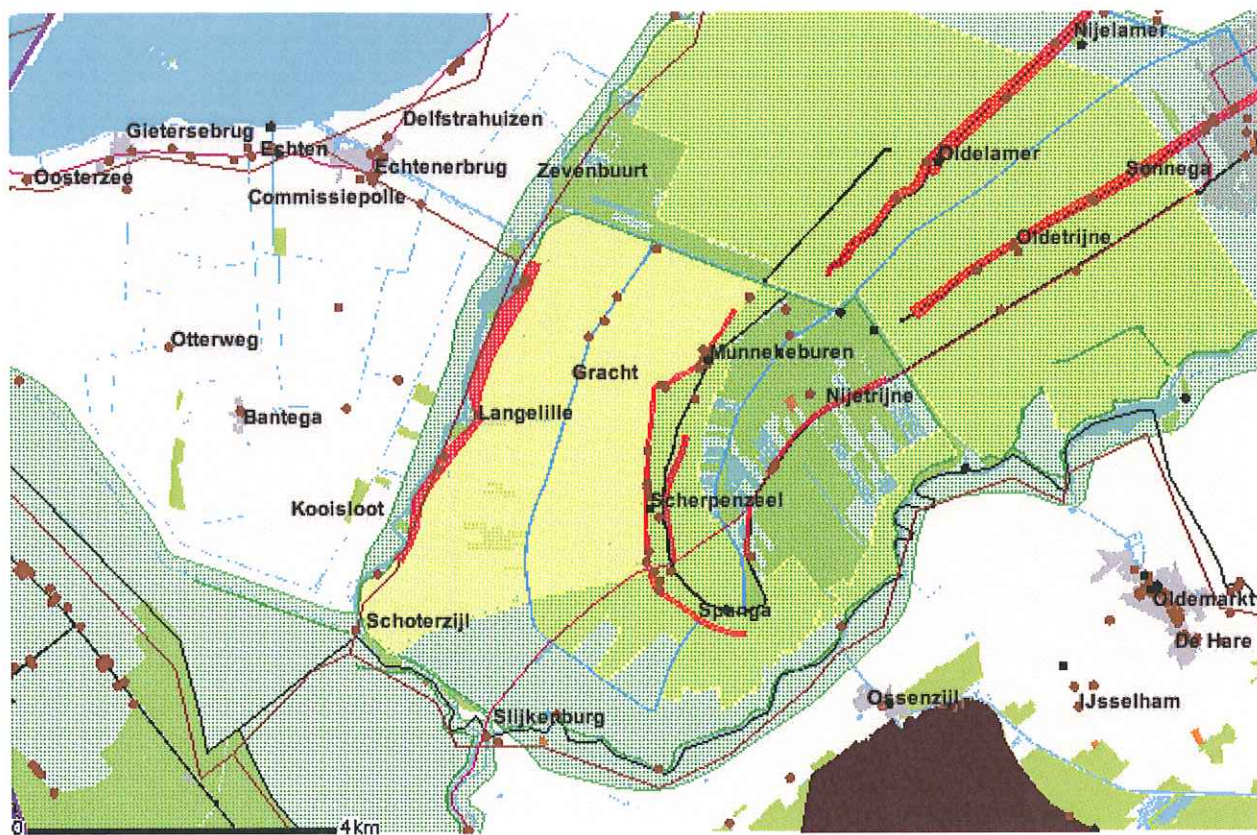 Nijelamer
Delfstrahuizen
Gietersebrug
Echten
Oldelamer
Echtenerbrug
Zevenbuurt
Sonnega
Oosterzee
Commissiepolle
Oldetrijne
Otterweg
Munnekeburen
Gracht
Nijetrijne
Langelille
Bantega
Scherpenzeel
Kooisloot
Oldemarkt
Spanga
Schoterzijl
De Hare
Ossenzijl
IJsselham
Slijkenburg
0 4km